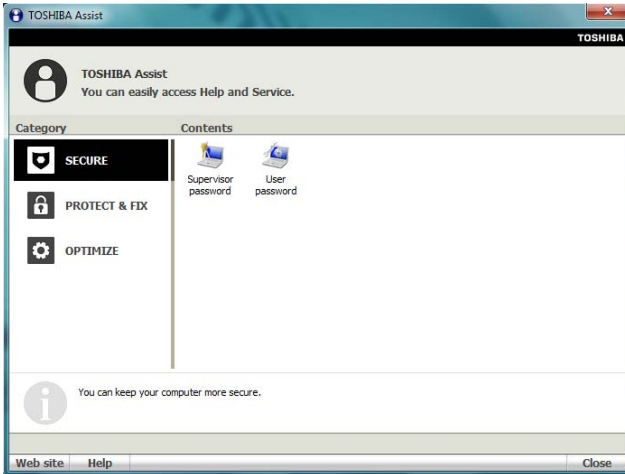 TOSHIBA Assist
TOSHIBA
TOSHIBA Assist
You can easily access Help and Service.
Category
Contents
SECURE
PROTECT & FIX
OPTIMIZE
Supervisor
password
User
password
You can keep your computer more secure.
Web site
Help
Close